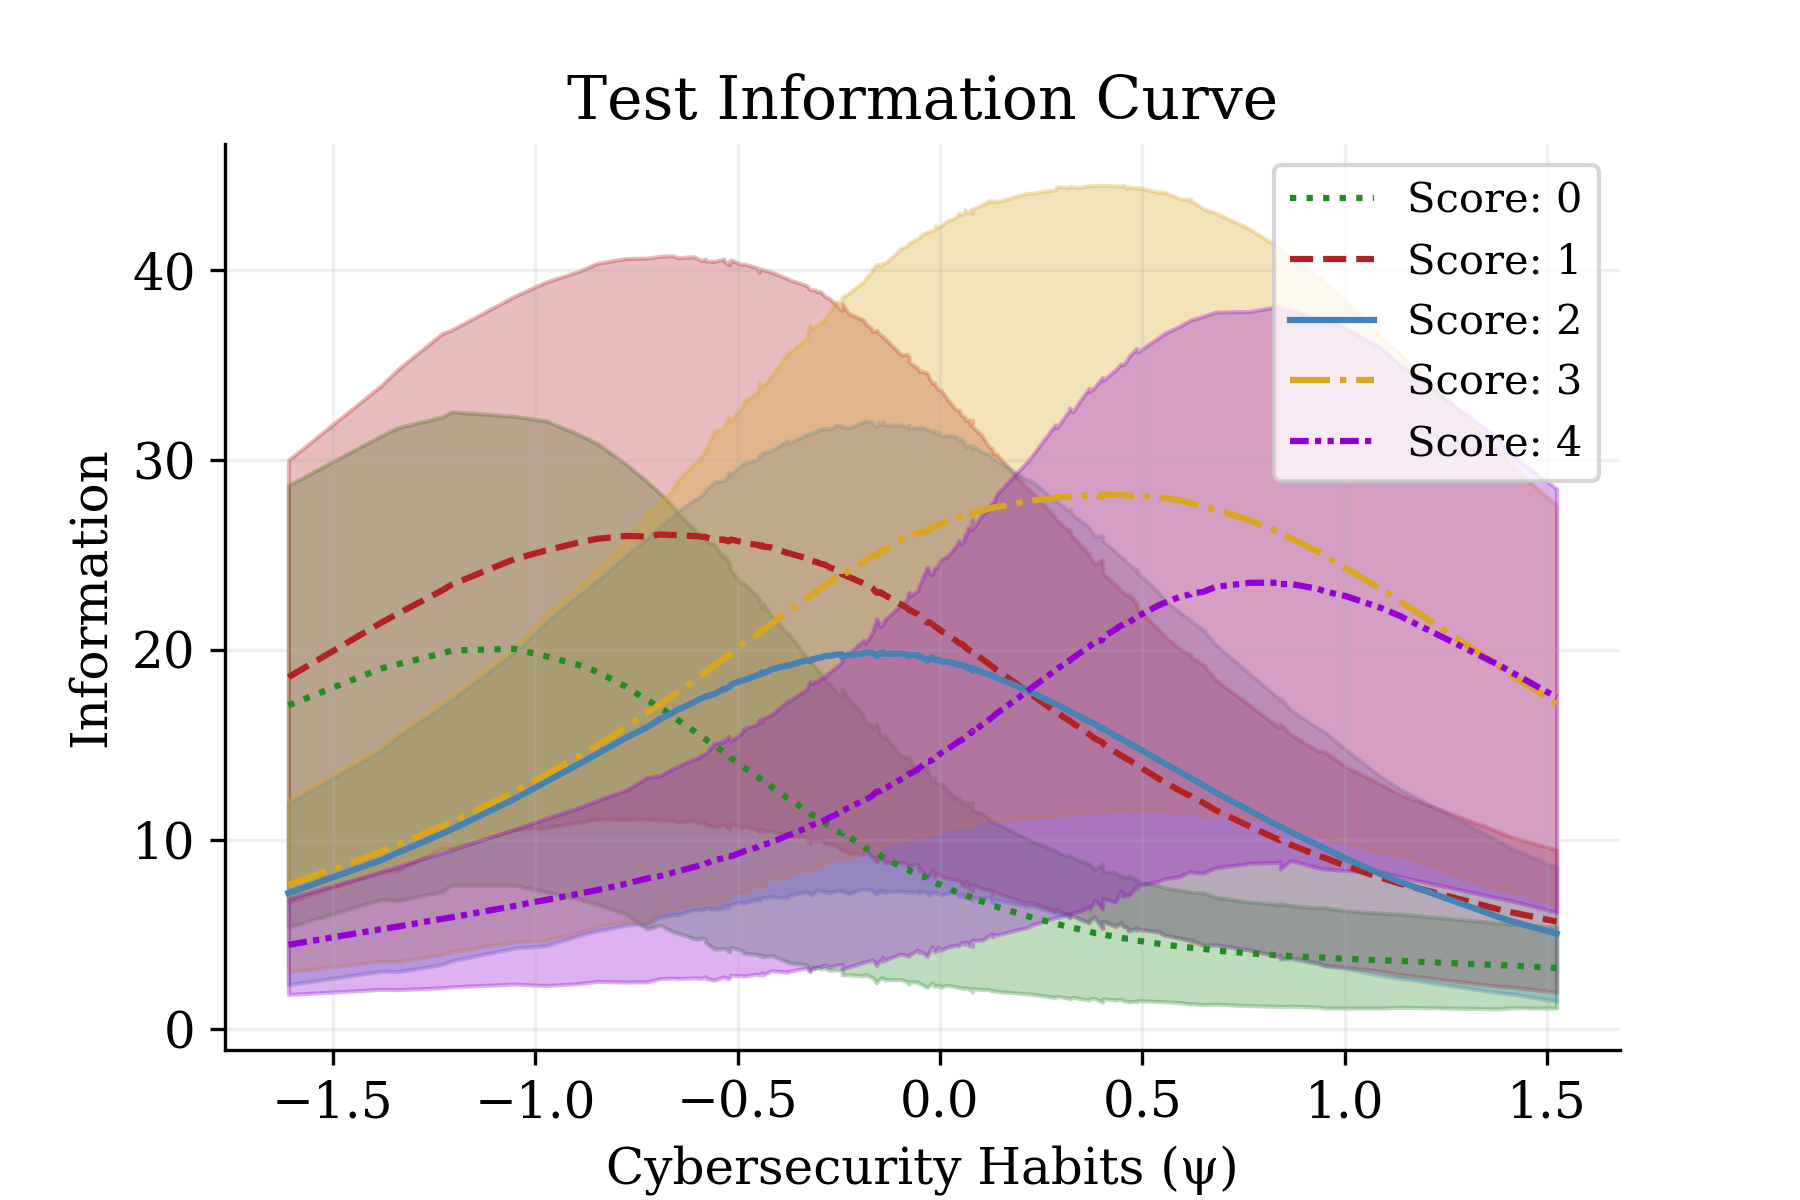 Test Information Curve
Score: 0
Score: 1
Score: 2
Score: 3
Score: 4
Information
40
30
20
10
0
−1.5 −1.0 −0.5 0.0 0.5 1.0 1.5
Cybersecurity Habits (ψ)